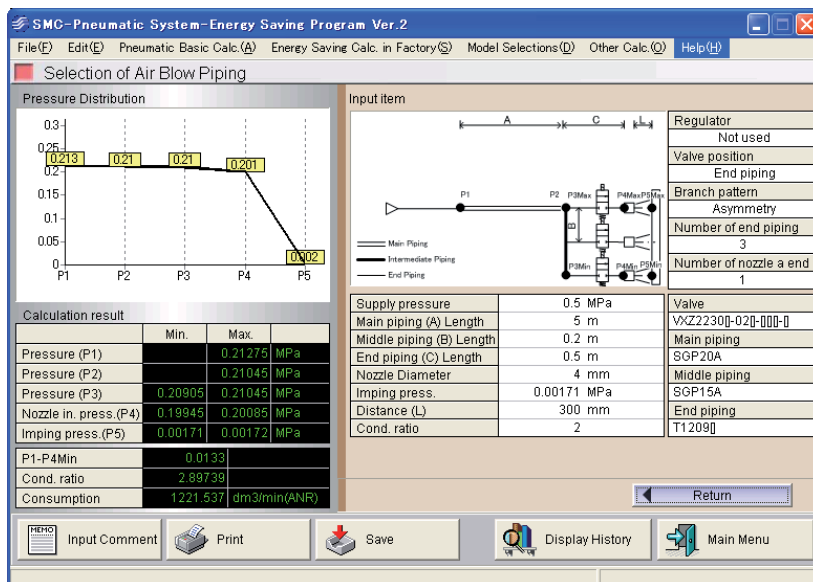 SMC-Pneumatic System-Energy Saving Program Ver.2
File(F) Edit(E) Pneumatic Basic Calc.(A) Energy Saving Calc. in Factory(S) Model Selections(D) Other Calc.(O) Help(H)
Selection of Air Blow Piping
Pressure Distribution
0.3
0.25
0.2
0.15
0.1
0.05
0
0.213
0.21
0.21
0.201
0.002
P1 P2 P3 P4 P5
Calculation result
Min. Max.
Pressure (P1) 0.21275 MPa
Pressure (P2) 0.21045 MPa
Pressure (P3) 0.20905 0.21045 MPa
Nozzle in. press.(P4) 0.19945 0.20085 MPa
Imping press.(P5) 0.00171 0.00172 MPa
P1-P4Min 0.0133
Cond. ratio 2.89739
Consumption 1221.537 dm3/min(ANR)
Input item
A C L
P1 P2 P3Max P4Max P5Max
B
P3Min P4Min P5Min
Main Piping
Intermediate Piping
End Piping
Regulator
Not used
Valve position
End piping
Branch pattern
Asymmetry
Number of end piping
3
Number of nozzle a end
1
Supply pressure 0.5 MPa
Main piping (A) Length 5 m
Middle piping (B) Length 0.2 m
End piping (C) Length 0.5 m
Nozzle Diameter 4 mm
Imping press. 0.00171 MPa
Distance (L) 300 mm
Cond. ratio 2
Valve
VXZ2230[]-02[]-[][][]-[]
Main piping
SGP20A
Middle piping
SGP15A
End piping
T1209[]
Return
MEMO
Input Comment
Print
Save
Display History
Main Menu